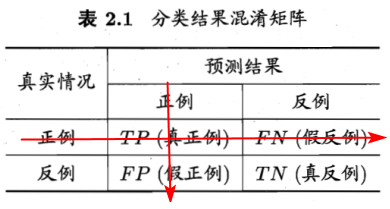 表 2.1 分类结果混淆矩阵
真实情况 预测结果
正例 反例
正例 TP (真正例) FN (假反例)
反例 FP (假正例) TN (真反例)